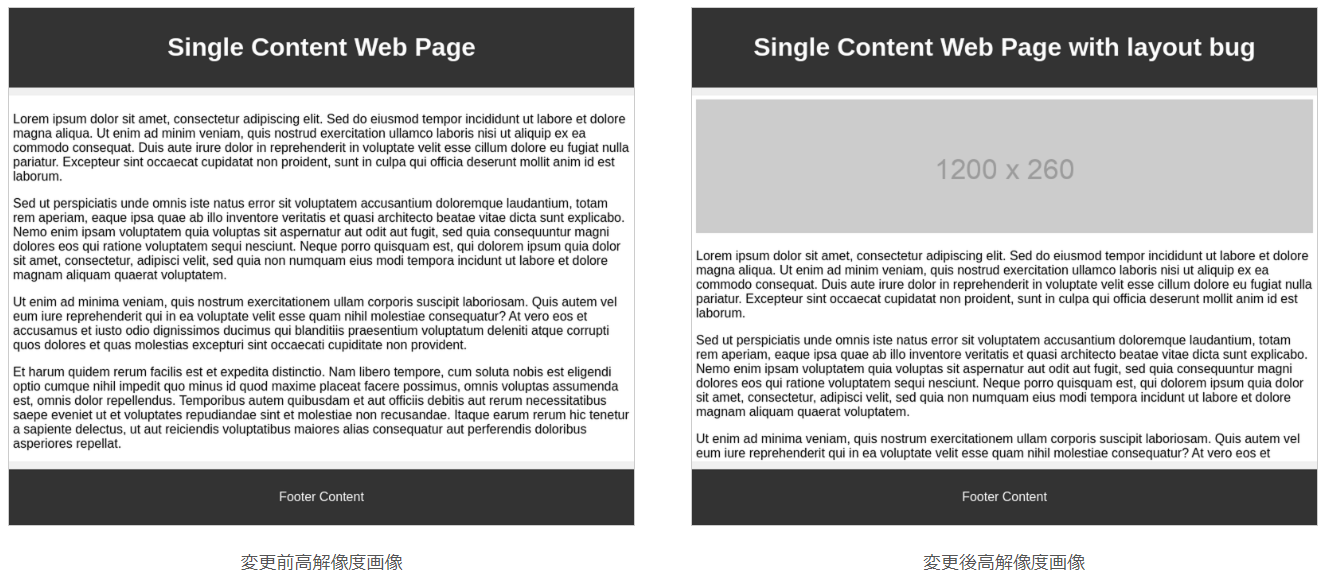 Single Content Web Page
Lorem ipsum dolor sit amet, consectetur adipiscing elit. Sed do eiusmod tempor incididunt ut labore et dolore
magna aliqua. Ut enim ad minim veniam, quis nostrud exercitation ullamco laboris nisi ut aliquip ex ea
commodo consequat. Duis aute irure dolor in reprehenderit in voluptate velit esse cillum dolore eu fugiat nulla
pariatur. Excepteur sint occaecat cupidatat non proident, sunt in culpa qui officia deserunt mollit anim id est
laborum.
Sed ut perspiciatis unde omnis iste natus error sit voluptatem accusantium doloremque laudantium, totam
rem aperiam, eaque ipsa quae ab illo inventore veritatis et quasi architecto beatae vitae dicta sunt explicabo.
Nemo enim ipsam voluptatem quia voluptas sit aspernatur aut odit aut fugit, sed quia consequuntur magni
dolores eos qui ratione voluptatem sequi nesciunt. Neque porro quisquam est, qui dolorem ipsum quia dolor
sit amet, consectetur, adipisci velit, sed quia non numquam eius modi tempora incidunt ut labore et dolore
magnam aliquam quaerat voluptatem.
Ut enim ad minima veniam, quis nostrum exercitationem ullam corporis suscipit laboriosam. Quis autem vel
eum iure reprehenderit qui in ea voluptate velit esse quam nihil molestiae consequatur? At vero eos et
accusamus et iusto odio dignissimos ducimus qui blanditiis praesentium voluptatum deleniti atque corrupti
quos dolores et quas molestias excepturi sint occaecati cupiditate non provident.
Et harum quidem rerum facilis est et expedita distinctio. Nam libero tempore, cum soluta nobis est eligendi
optio cumque nihil impedit quo minus id quod maxime placeat facere possimus, omnis voluptas assumenda
est, omnis dolor repellendus. Temporibus autem quibusdam et aut officiis debitis aut rerum necessitatibus
saepe eveniet ut et voluptates repudiandae sint et molestiae non recusandae. Itaque earum rerum hic tenetur
a sapiente delectus, ut aut reiciendis voluptatibus maiores alias consequatur aut perferendis doloribus
asperiores repellat.
Footer Content
変更前高解像度画像
Single Content Web Page with layout bug
1200 x 260
Lorem ipsum dolor sit amet, consectetur adipiscing elit. Sed do eiusmod tempor incididunt ut labore et dolore
magna aliqua. Ut enim ad minim veniam, quis nostrud exercitation ullamco laboris nisi ut aliquip ex ea
commodo consequat. Duis aute irure dolor in reprehenderit in voluptate velit esse cillum dolore eu fugiat nulla
pariatur. Excepteur sint occaecat cupidatat non proident, sunt in culpa qui officia deserunt mollit anim id est
laborum.
Sed ut perspiciatis unde omnis iste natus error sit voluptatem accusantium doloremque laudantium, totam
rem aperiam, eaque ipsa quae ab illo inventore veritatis et quasi architecto beatae vitae dicta sunt explicabo.
Nemo enim ipsam voluptatem quia voluptas sit aspernatur aut odit aut fugit, sed quia consequuntur magni
dolores eos qui ratione voluptatem sequi nesciunt. Neque porro quisquam est, qui dolorem ipsum quia dolor
sit amet, consectetur, adipisci velit, sed quia non numquam eius modi tempora incidunt ut labore et dolore
magnam aliquam quaerat voluptatem.
Ut enim ad minima veniam, quis nostrum exercitationem ullam corporis suscipit laboriosam. Quis autem vel
eum iure reprehenderit qui in ea voluptate velit esse quam nihil molestiae consequatur? At vero eos et
Footer Content
変更後高解像度画像